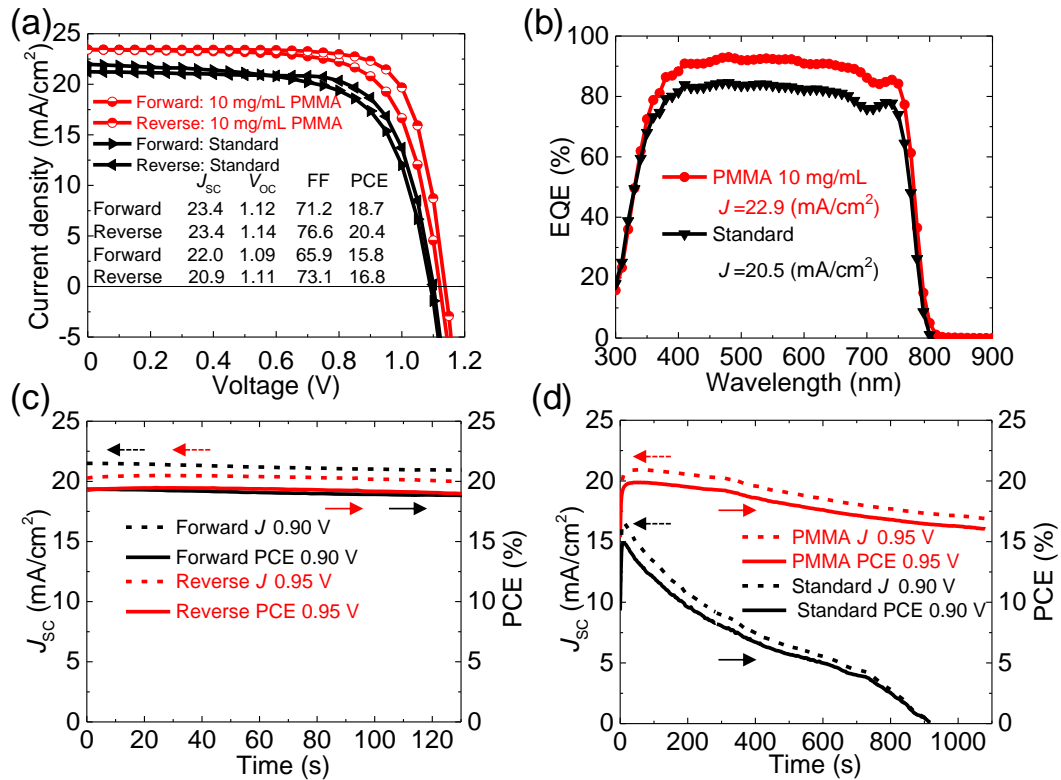 (a)
25
20
15
10
5
0
-5
Current density (mA/cm²)
Forward: 10 mg/mL PMMA
Reverse: 10 mg/mL PMMA
Forward: Standard
Reverse: Standard
JSC VOC FF PCE
Forward 23.4 1.12 71.2 18.7
Reverse 23.4 1.14 76.6 20.4
Forward 22.0 1.09 65.9 15.8
Reverse 20.9 1.11 73.1 16.8
0.0 0.2 0.4 0.6 0.8 1.0 1.2
Voltage (V)
(b)
100
80
60
40
20
0
EQE (%)
PMMA 10 mg/mL
J =22.9 (mA/cm²)
Standard
J=20.5 (mA/cm²)
300 400 500 600 700 800 900
Wavelength (nm)
(c)
25
20
15
10
5
0
JSC (mA/cm²)
Forward J 0.90 V
Forward PCE 0.90 V
Reverse J 0.95 V
Reverse PCE 0.95 V
25
20
15
10
5
0
PCE (%)
0 20 40 60 80 100 120
Time (s)
(d)
25
20
15
10
5
0
JSC (mA/cm²)
PMMA J 0.95 V
PMMA PCE 0.95 V
Standard J 0.90 V
Standard PCE 0.90 V
25
20
15
10
5
0
PCE (%)
0 200 400 600 800 1000
Time (s)